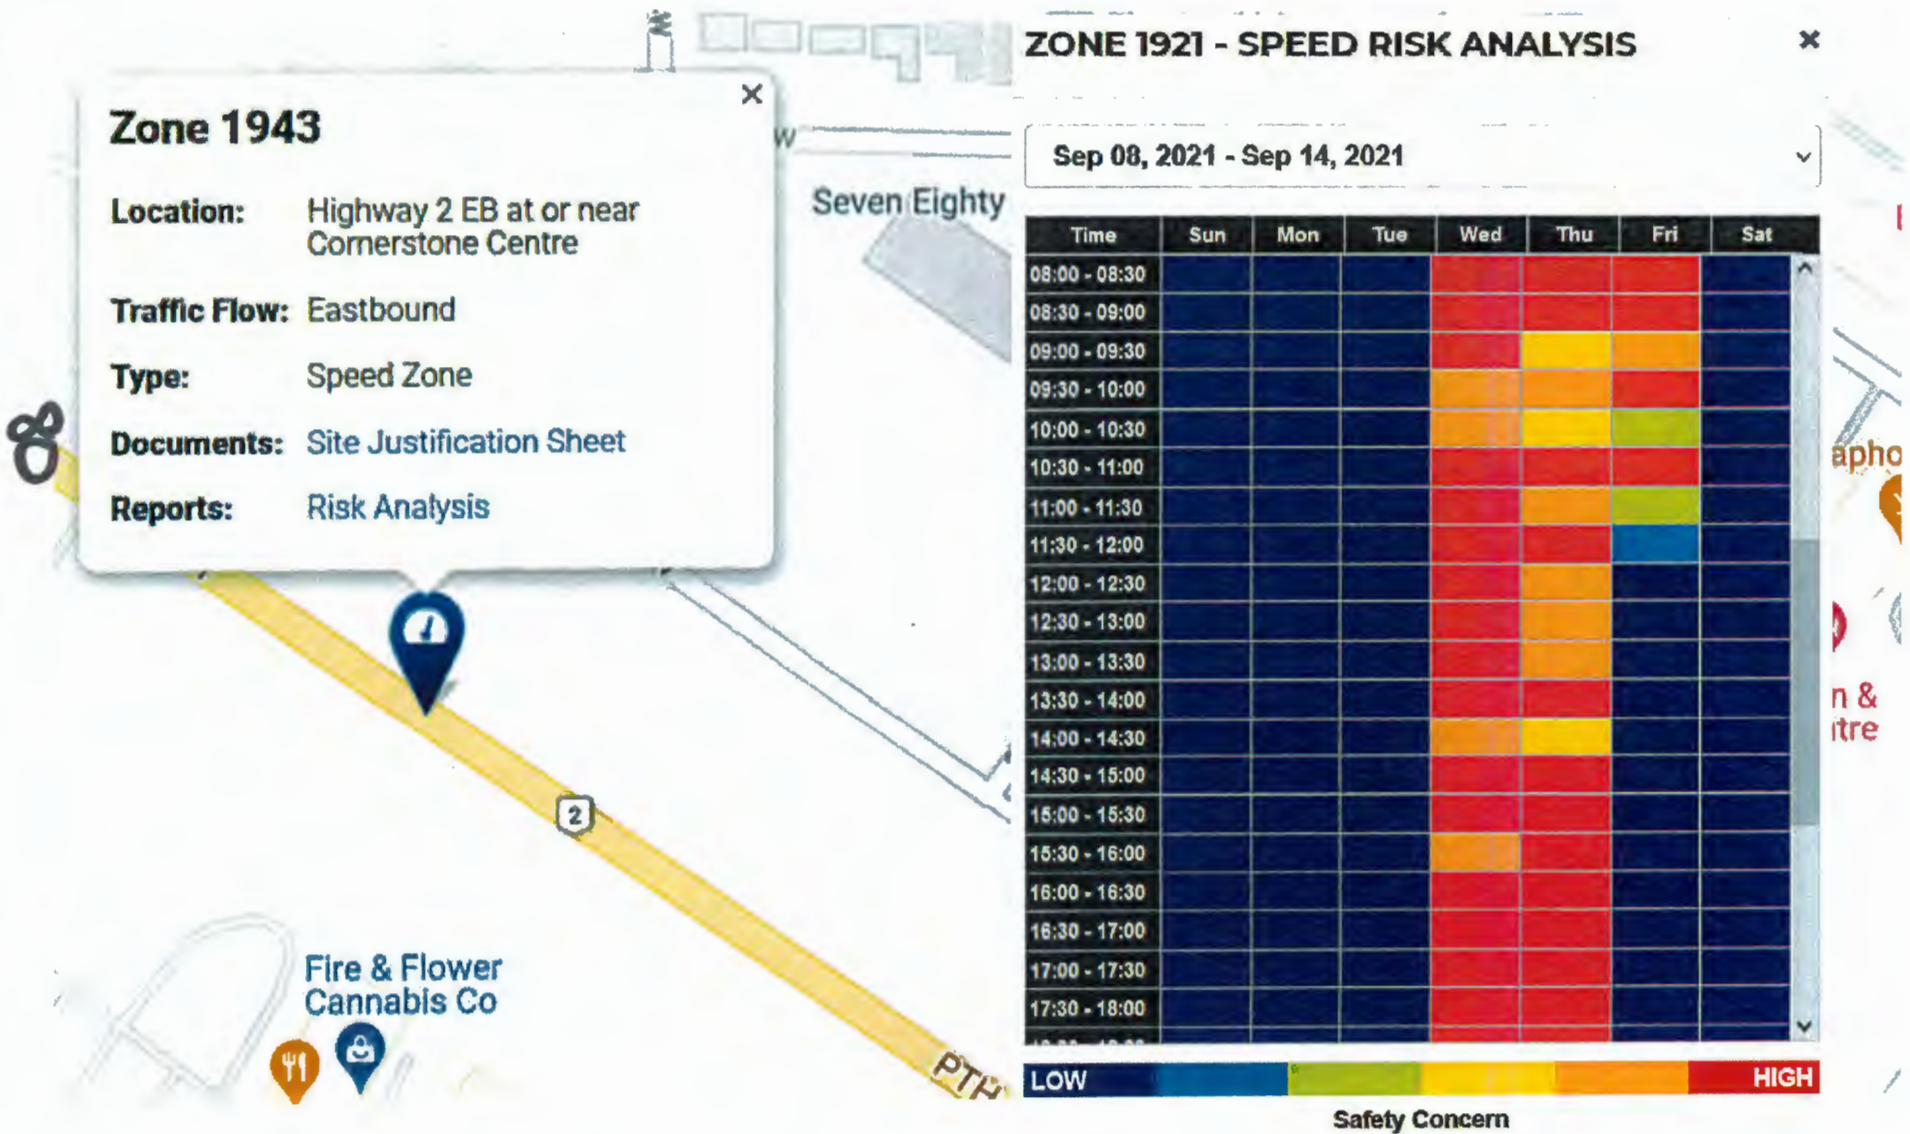 Zone 1943
Location: Highway 2 EB at or near
Cornerstone Centre
Traffic Flow: Eastbound
Type: Speed Zone
Documents: Site Justification Sheet
Reports: Risk Analysis
W
Seven Eighty
2
Fire & Flower
Cannabis Co
PTH
ZONE 1921 - SPEED RISK ANALYSIS
Sep 08, 2021 - Sep 14, 2021
Time Sun Mon Tue Wed Thu Fri Sat
08:00 - 08:30
08:30 - 09:00
09:00 - 09:30
09:30 - 10:00
10:00 - 10:30
10:30 - 11:00
11:00 - 11:30
11:30 - 12:00
12:00 - 12:30
12:30 - 13:00
13:00 - 13:30
13:30 - 14:00
14:00 - 14:30
14:30 - 15:00
15:00 - 15:30
15:30 - 16:00
16:00 - 16:30
16:30 - 17:00
17:00 - 17:30
17:30 - 18:00
LOW HIGH
Safety Concern
apho
n &
tre